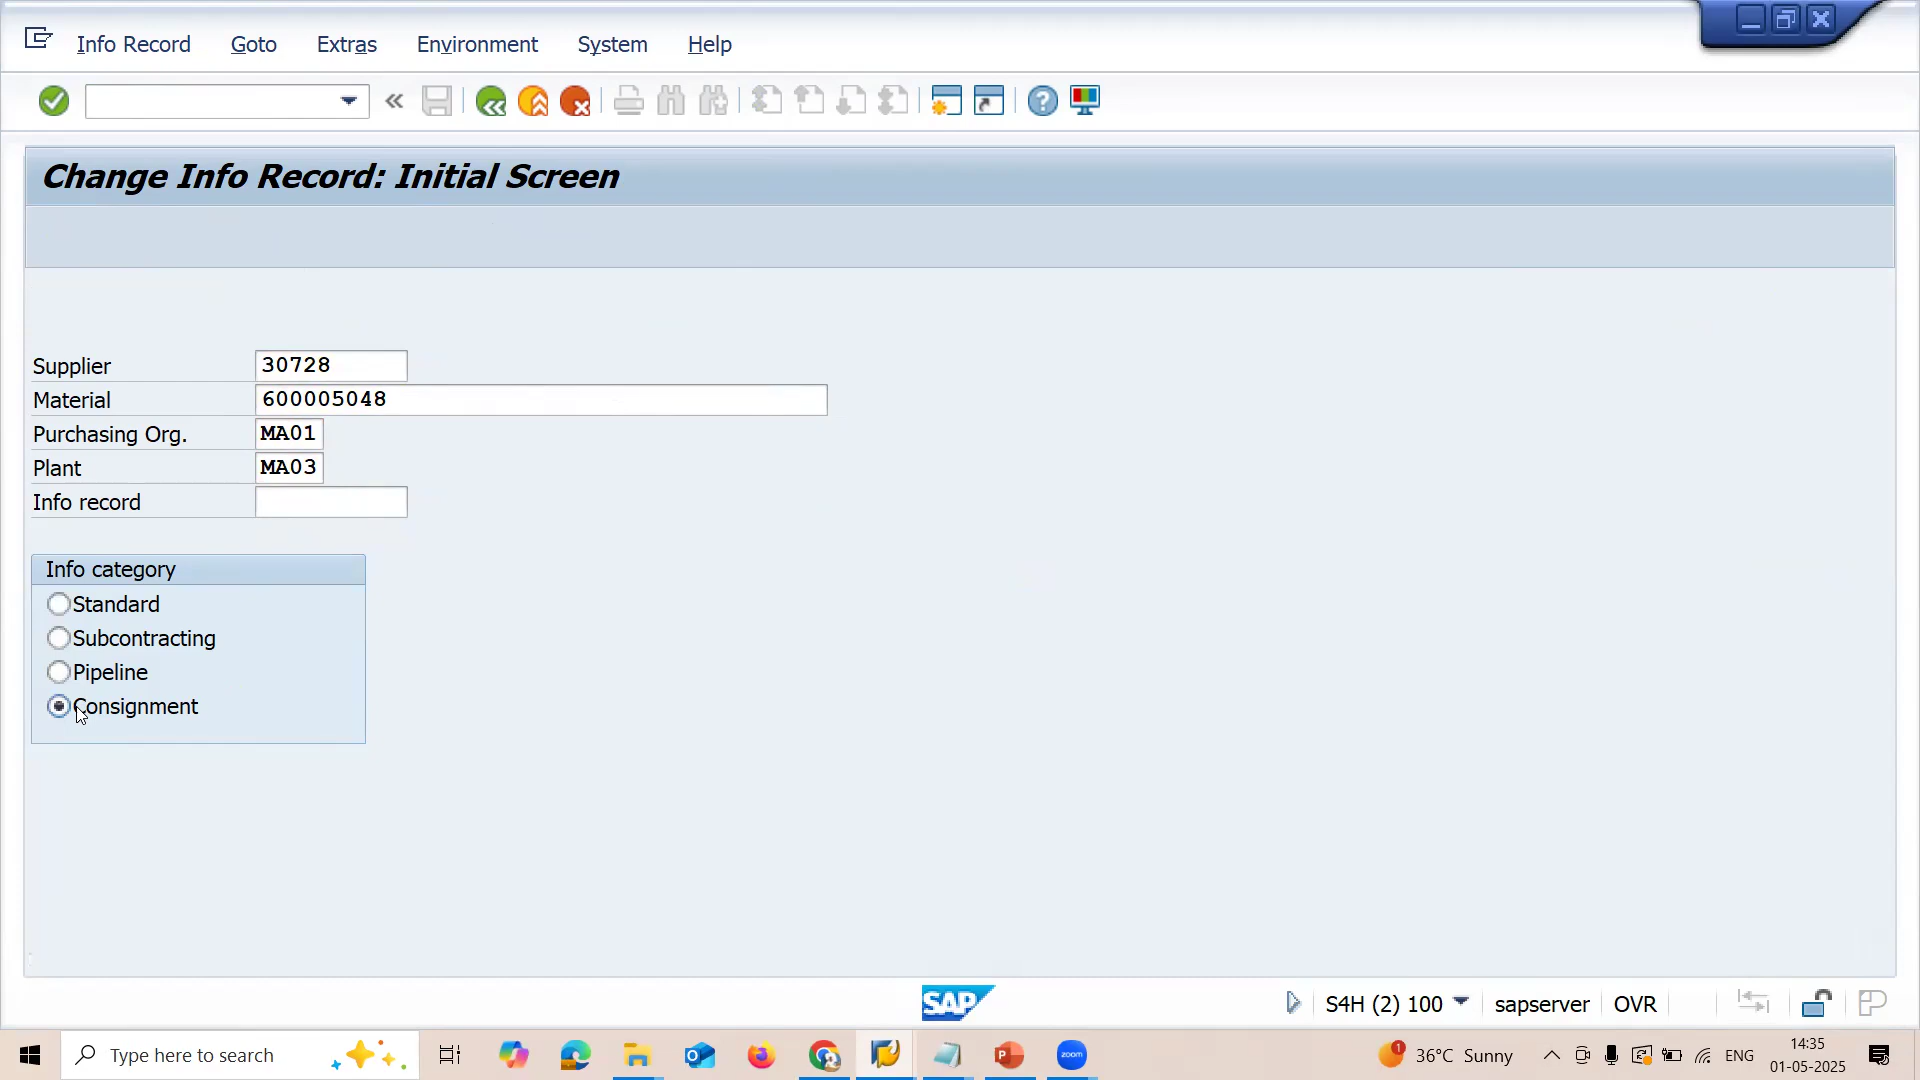 Info Record Goto Extras Environment System Help
Change Info Record: Initial Screen
Supplier 30728
Material 600005048
Purchasing Org. MA01
Plant MA03
Info record
Info category
Standard
Subcontracting
Pipeline
Consignment
SAP S4H (2) 100 sapserver OVR
Type here to search zoom 1 36°C Sunny ENG 14:35
01-05-2025